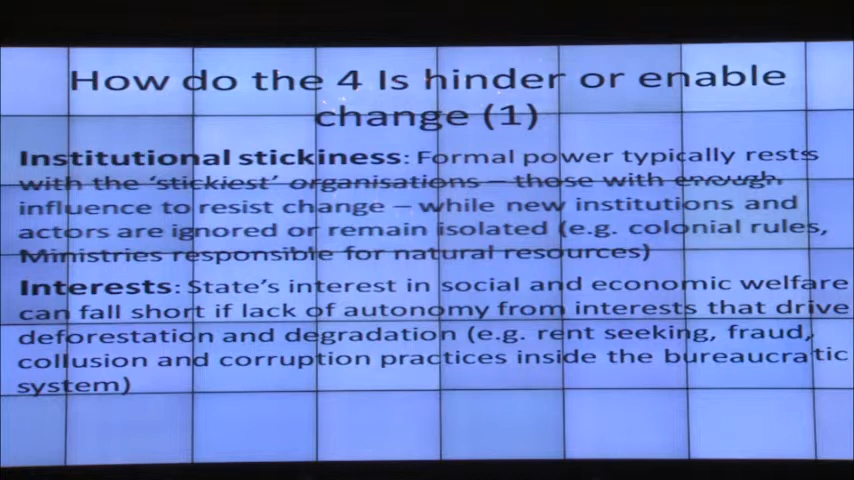 How do the 4 Is hinder or enable
change (1)
Institutional stickiness: Formal power typically rests
with the ‘stickiest’ organisations – those with enough
influence to resist change – while new institutions and
actors are ignored or remain isolated (e.g. colonial rules,
Ministries responsible for natural resources)
Interests: State’s interest in social and economic welfare
can fall short if lack of autonomy from interests that drive
deforestation and degradation (e.g. rent seeking, fraud,
collusion and corruption practices inside the bureaucratic
system)